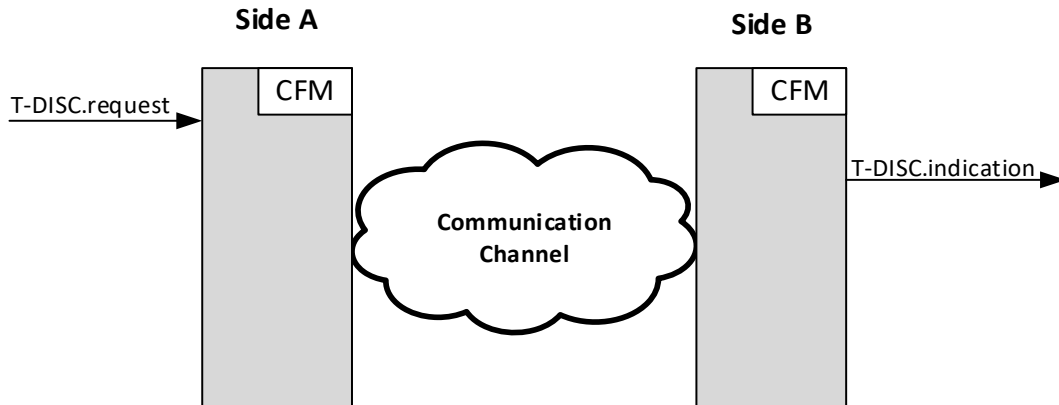 Side A
Side B
CFM
CFM
T-DISC.request
T-DISC.indication
Communication
Channel